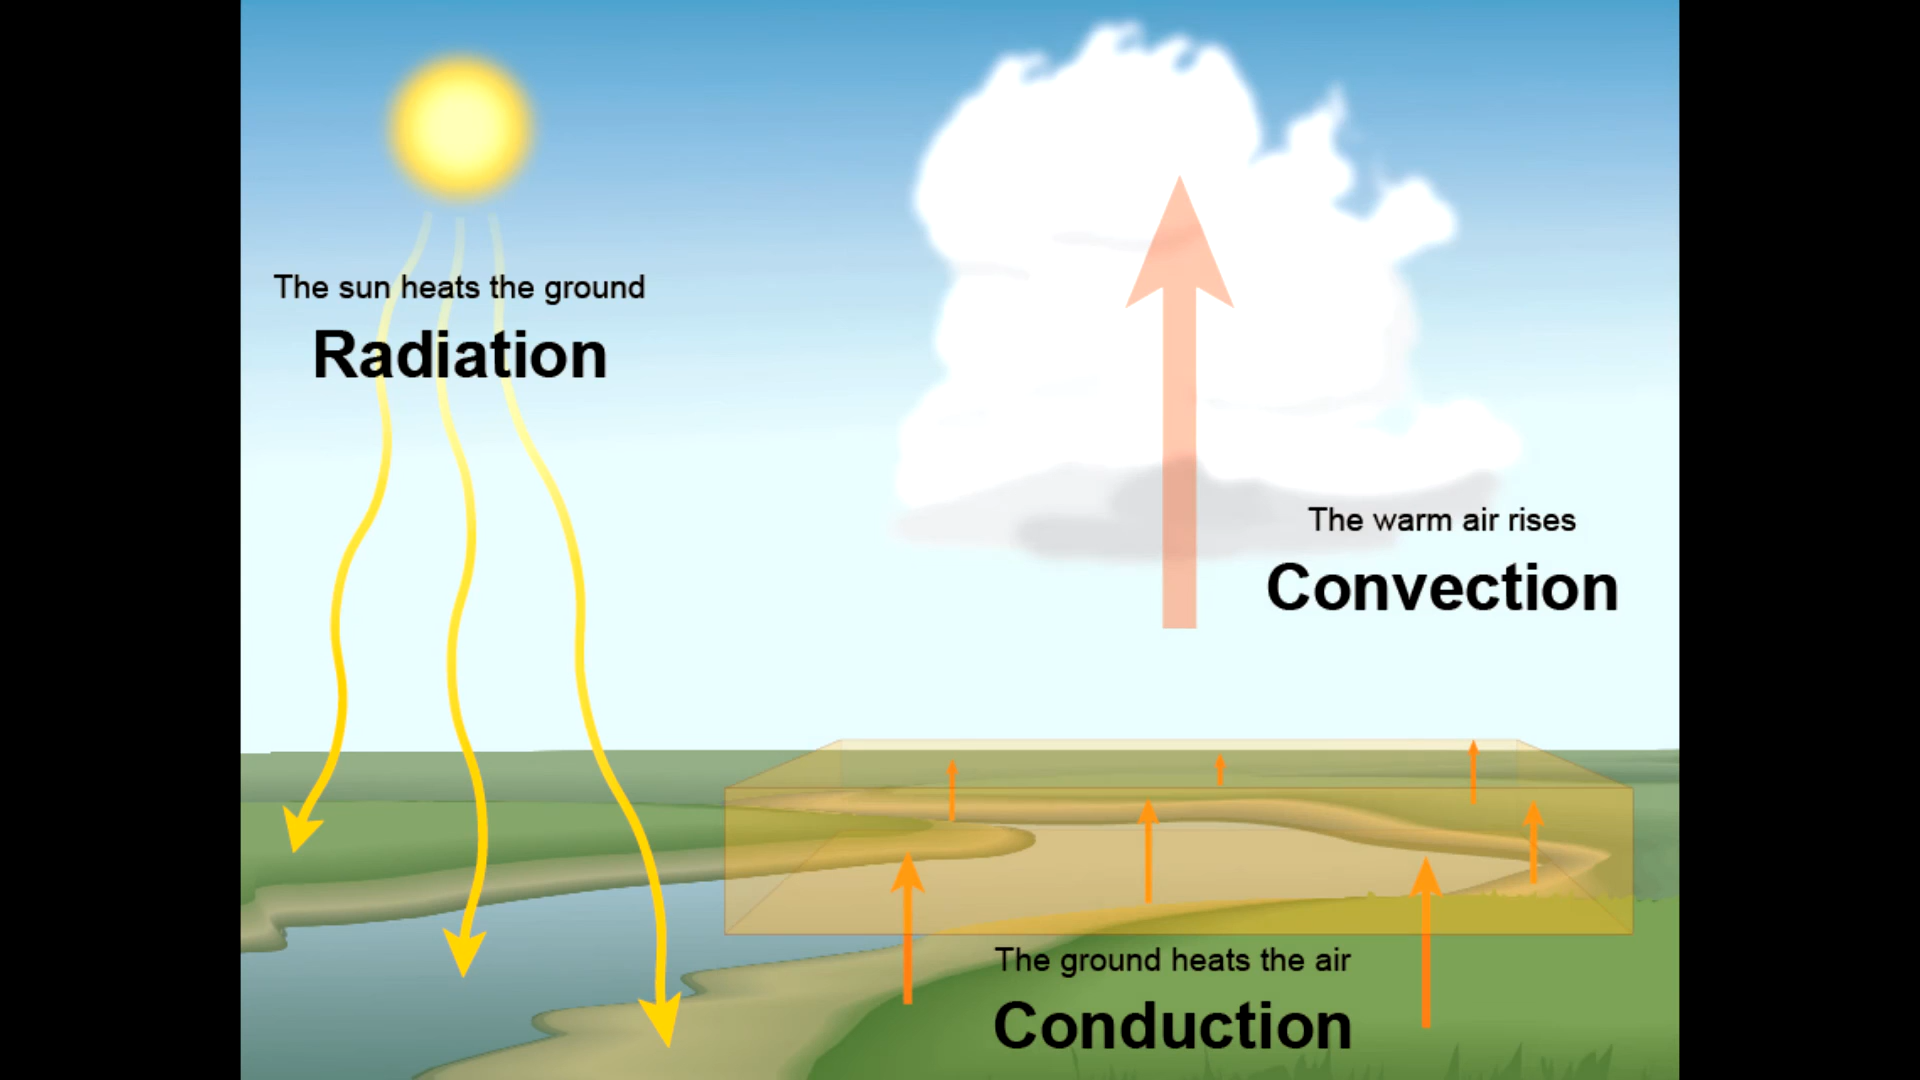 The sun heats the ground
Radiation
The warm air rises
Convection
The ground heats the air
Conduction